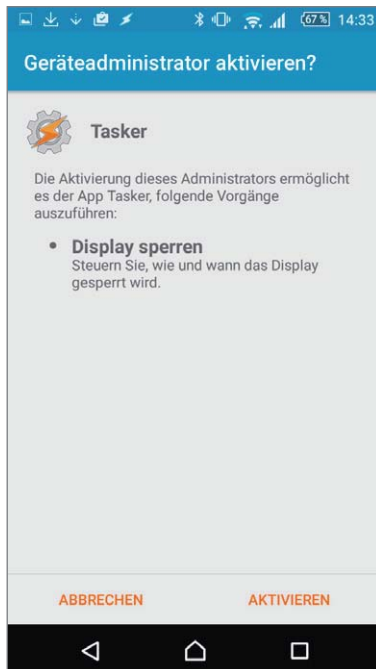 67% 14:33
Geräteadministrator aktivieren?
Tasker
Die Aktivierung dieses Administrators ermöglicht
es der App Tasker, folgende Vorgänge
auszuführen:
• Display sperren
Steuern Sie, wie und wann das Display
gesperrt wird.
ABBRECHEN AKTIVIEREN